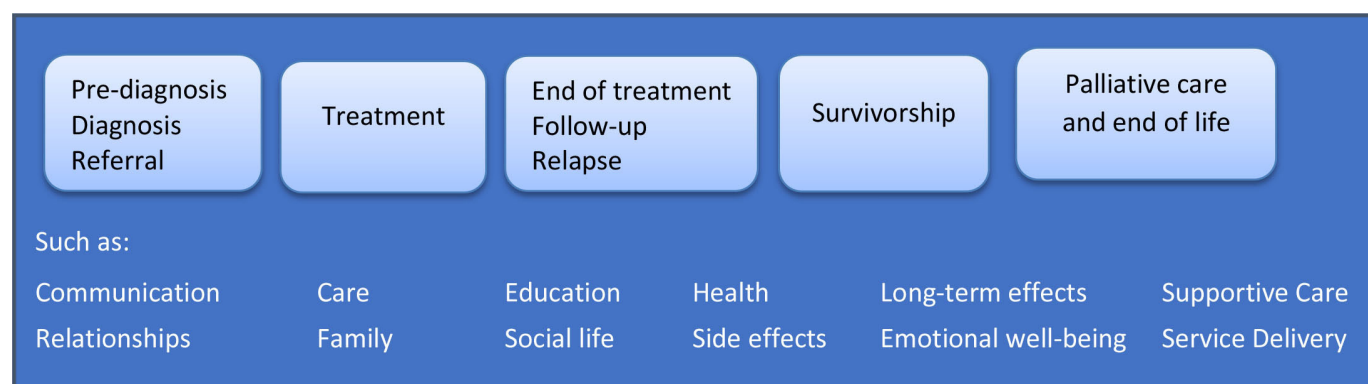 Pre-diagnosis
Diagnosis
Referral
Treatment
End of treatment
Follow-up
Relapse
Survivorship
Palliative care
and end of life
Such as:
Communication Care Education Health Long-term effects Supportive Care
Relationships Family Social life Side effects Emotional well-being Service Delivery